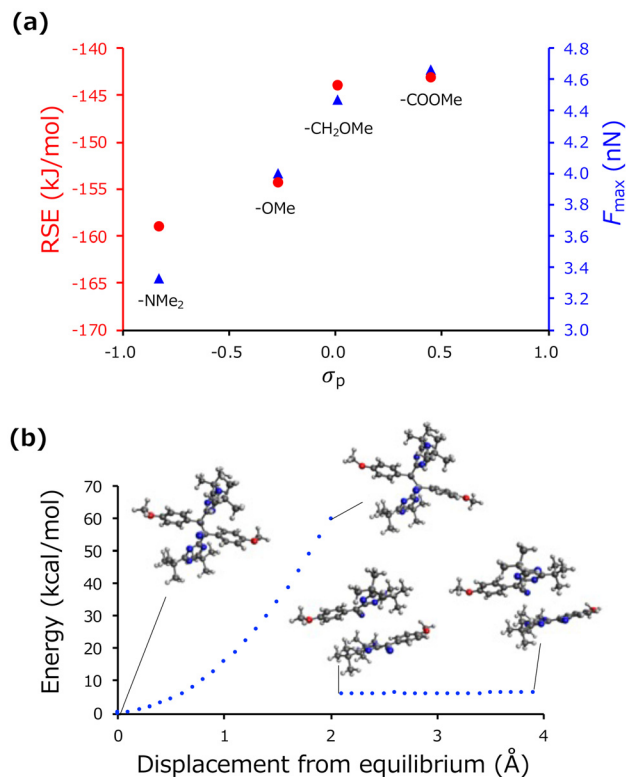 (a)
RSE (kJ/mol)
-140
-145
-150
-155
-160
-165
-170
-NMe₂
-OMe
-CH₂OMe
-COOMe
4.8
4.6
4.4
4.2
4.0
3.8
3.6
3.4
3.2
3.0
Fmax (nN)
-1.0 -0.5 0.0 0.5 1.0
σp
(b)
Energy (kcal/mol)
70
60
50
40
30
20
10
0
0 1 2 3 4
Displacement from equilibrium (Å)